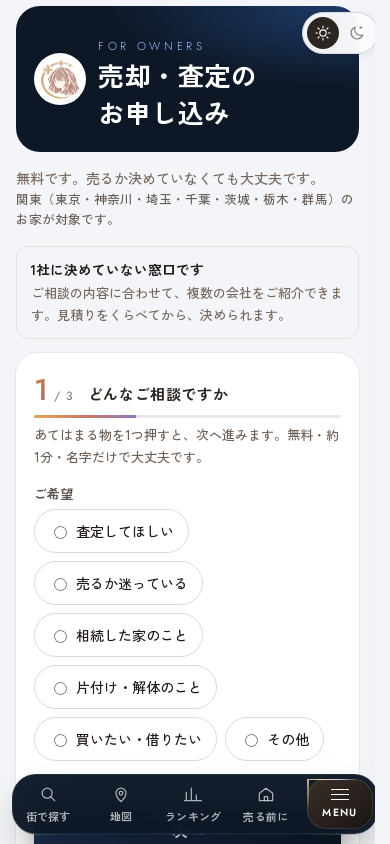 FOR OWNERS
売却・査定の
お申し込み
無料です。売るか決めていなくても大丈夫です。
関東（東京・神奈川・埼玉・千葉・茨城・栃木・群馬）の
お家が対象です。
1社に決めていない窓口です
ご相談の内容に合わせて、複数の会社をご紹介できま
す。見積りをくらべてから、決められます。
1 / 3 どんなご相談ですか
あてはまる物を1つ押すと、次へ進みます。無料・約
1分・名字だけで大丈夫です。
ご希望
査定してほしい
売るか迷っている
相続した家のこと
片付け・解体のこと
買いたい・借りたい
その他
街で探す
地図
ランキング
売る前に
MENU